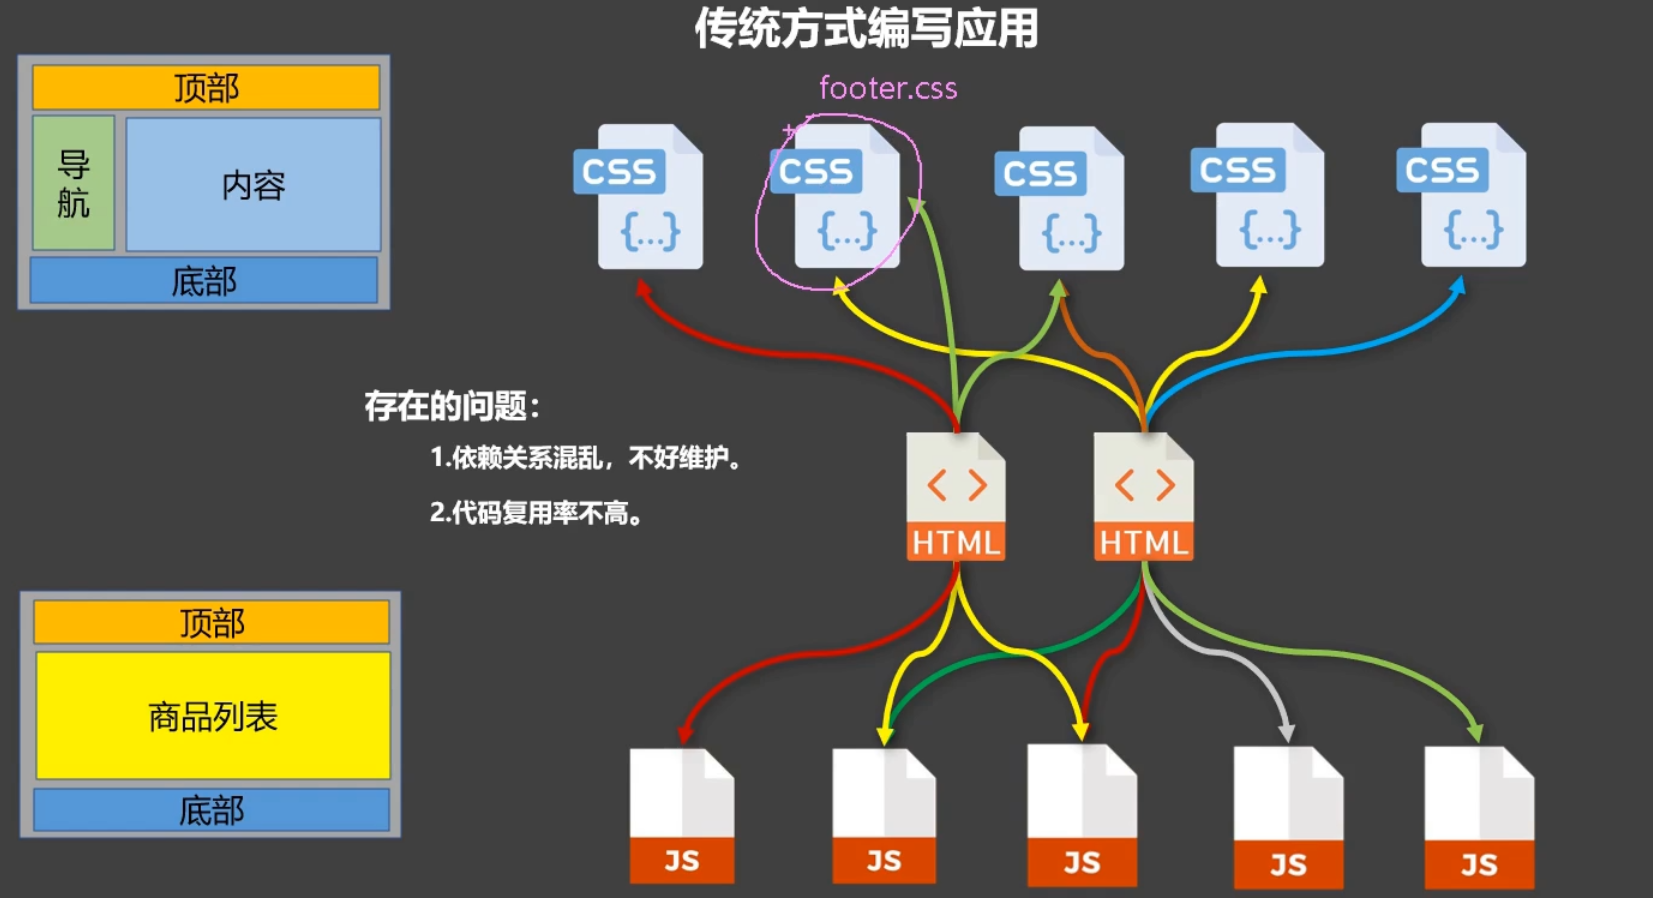 传统方式编写应用
footer.css
顶部
导航
内容
底部
CSS
{...}
CSS
{...}
CSS
{...}
CSS
{...}
CSS
{...}
存在的问题：
1.依赖关系混乱，不好维护。
2.代码复用率不高。
< >
HTML
< >
HTML
顶部
商品列表
底部
JS
JS
JS
JS
JS